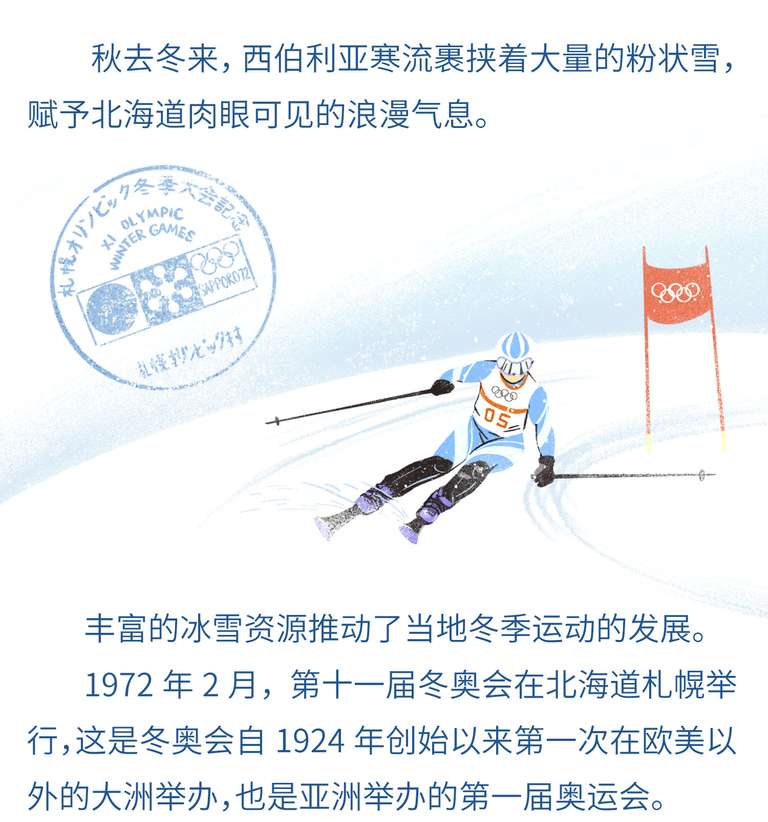 秋去冬来，西伯利亚寒流裹挟着大量的粉状雪，
赋予北海道肉眼可见的浪漫气息。
札幌オリンピック冬季大会記念
XI OLYMPIC
WINTER GAMES
SAPPORO'72
札幌オリンピック村
05
丰富的冰雪资源推动了当地冬季运动的发展。
1972 年 2 月，第十一届冬奥会在北海道札幌举
行，这是冬奥会自 1924 年创始以来第一次在欧美以
外的大洲举办，也是亚洲举办的第一届奥运会。